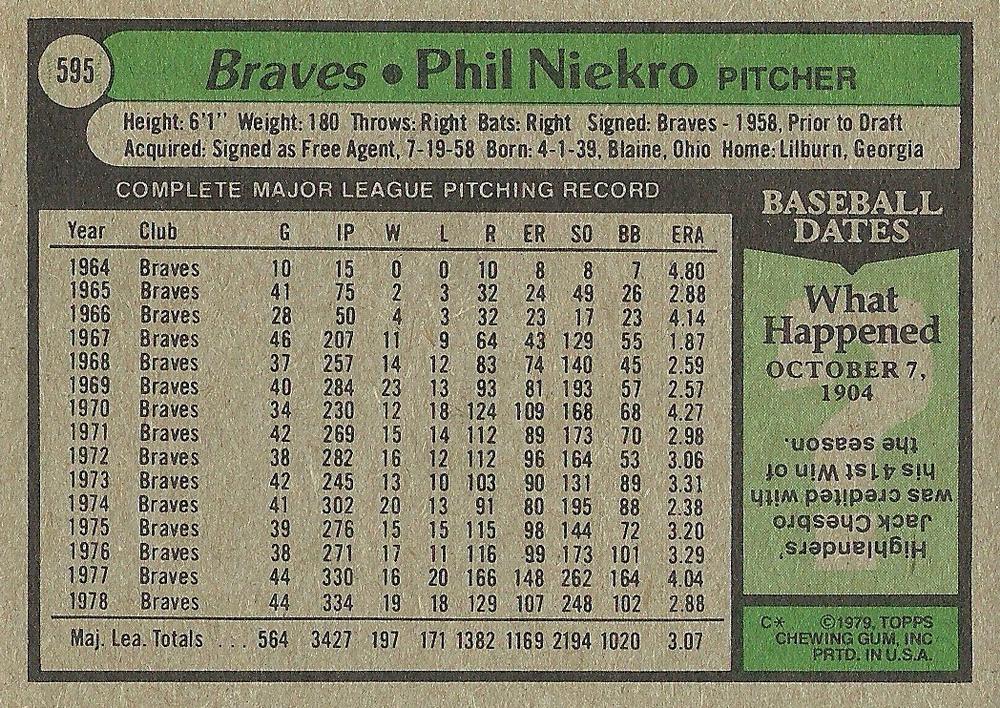 595
Braves • Phil Niekro PITCHER
Height: 6'1" Weight: 180 Throws: Right Bats: Right Signed: Braves - 1958, Prior to Draft
Acquired: Signed as Free Agent, 7-19-58 Born: 4-1-39, Blaine, Ohio Home: Lilburn, Georgia
COMPLETE MAJOR LEAGUE PITCHING RECORD
Year Club G IP W L R ER SO BB ERA
1964 Braves 10 15 0 0 10 8 8 7 4.80
1965 Braves 41 75 2 3 32 24 49 26 2.88
1966 Braves 28 50 4 3 32 23 17 23 4.14
1967 Braves 46 207 11 9 64 43 129 55 1.87
1968 Braves 37 257 14 12 83 74 140 45 2.59
1969 Braves 40 284 23 13 93 81 193 57 2.57
1970 Braves 34 230 12 18 124 109 168 68 4.27
1971 Braves 42 269 15 14 112 89 173 70 2.98
1972 Braves 38 282 16 12 112 96 164 53 3.06
1973 Braves 42 245 13 10 103 90 131 89 3.31
1974 Braves 41 302 20 13 91 80 195 88 2.38
1975 Braves 39 276 15 15 115 98 144 72 3.20
1976 Braves 38 271 17 11 116 99 173 101 3.29
1977 Braves 44 330 16 20 166 148 262 164 4.04
1978 Braves 44 334 19 18 129 107 248 102 2.88
Maj. Lea. Totals ... 564 3427 197 171 1382 1169 2194 1020 3.07
BASEBALL
DATES
What
Happened
OCTOBER 7,
1904
Highlanders'
Jack Chesbro
was credited with
his 41st Win of
the season.
C* ©1979, TOPPS
CHEWING GUM, INC
PRTD. IN U.S.A.